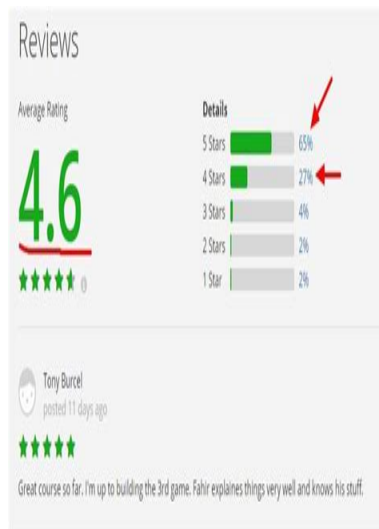 Reviews
Average Rating
4.6
Details
5 Stars 65%
4 Stars 27%
3 Stars 4%
2 Stars 2%
1 Star 2%
Tony Burcel
posted 11 days ago
Great course so far. I'm up to building the 3rd game. Fahir explaines things very well and knows his stuff.